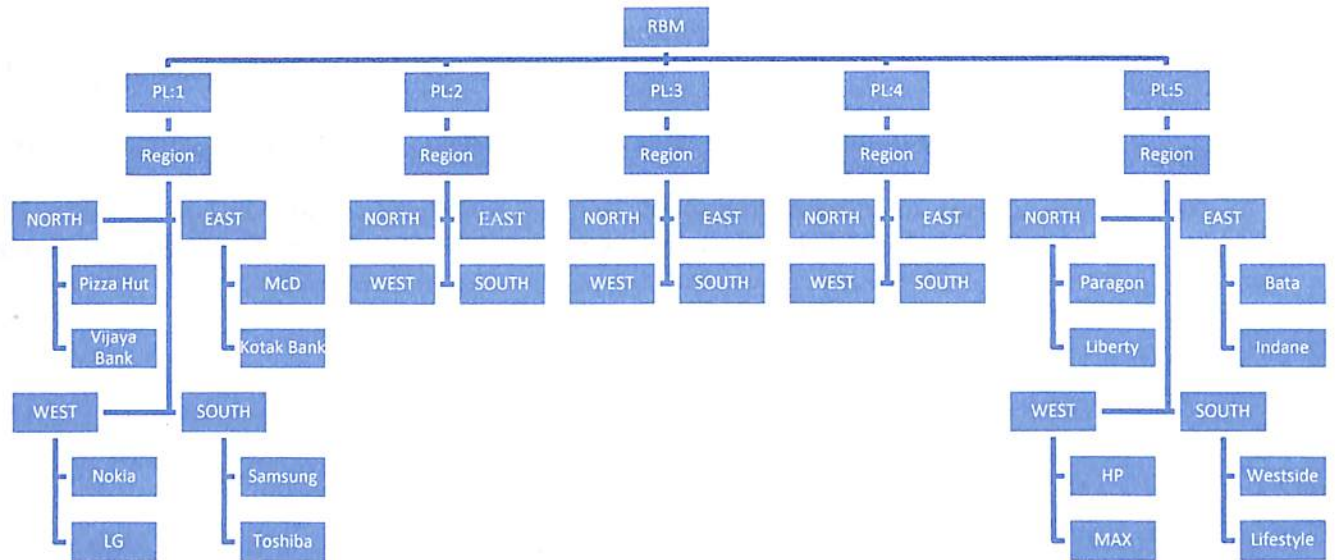 RBM
PL:1
PL:2
PL:3
PL:4
PL:5
Region
Region
Region
Region
Region
NORTH
EAST
NORTH
EAST
NORTH
EAST
NORTH
EAST
NORTH
EAST
Pizza Hut
McD
WEST
SOUTH
WEST
SOUTH
WEST
SOUTH
Paragon
Bata
Vijaya
Bank
Kotak Bank
Liberty
Indane
WEST
SOUTH
WEST
SOUTH
Nokia
Samsung
HP
Westside
LG
Toshiba
MAX
Lifestyle